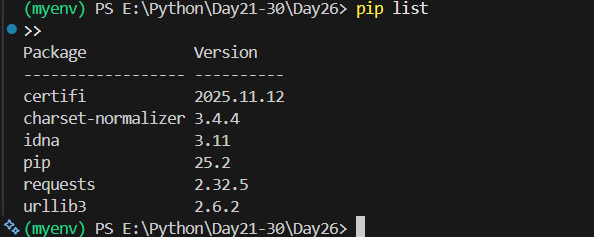 (myenv) PS E:\Python\Day21-30\Day26> pip list
>>
Package Version
------------------ ----------
certifi 2025.11.12
charset-normalizer 3.4.4
idna 3.11
pip 25.2
requests 2.32.5
urllib3 2.6.2
(myenv) PS E:\Python\Day21-30\Day26>